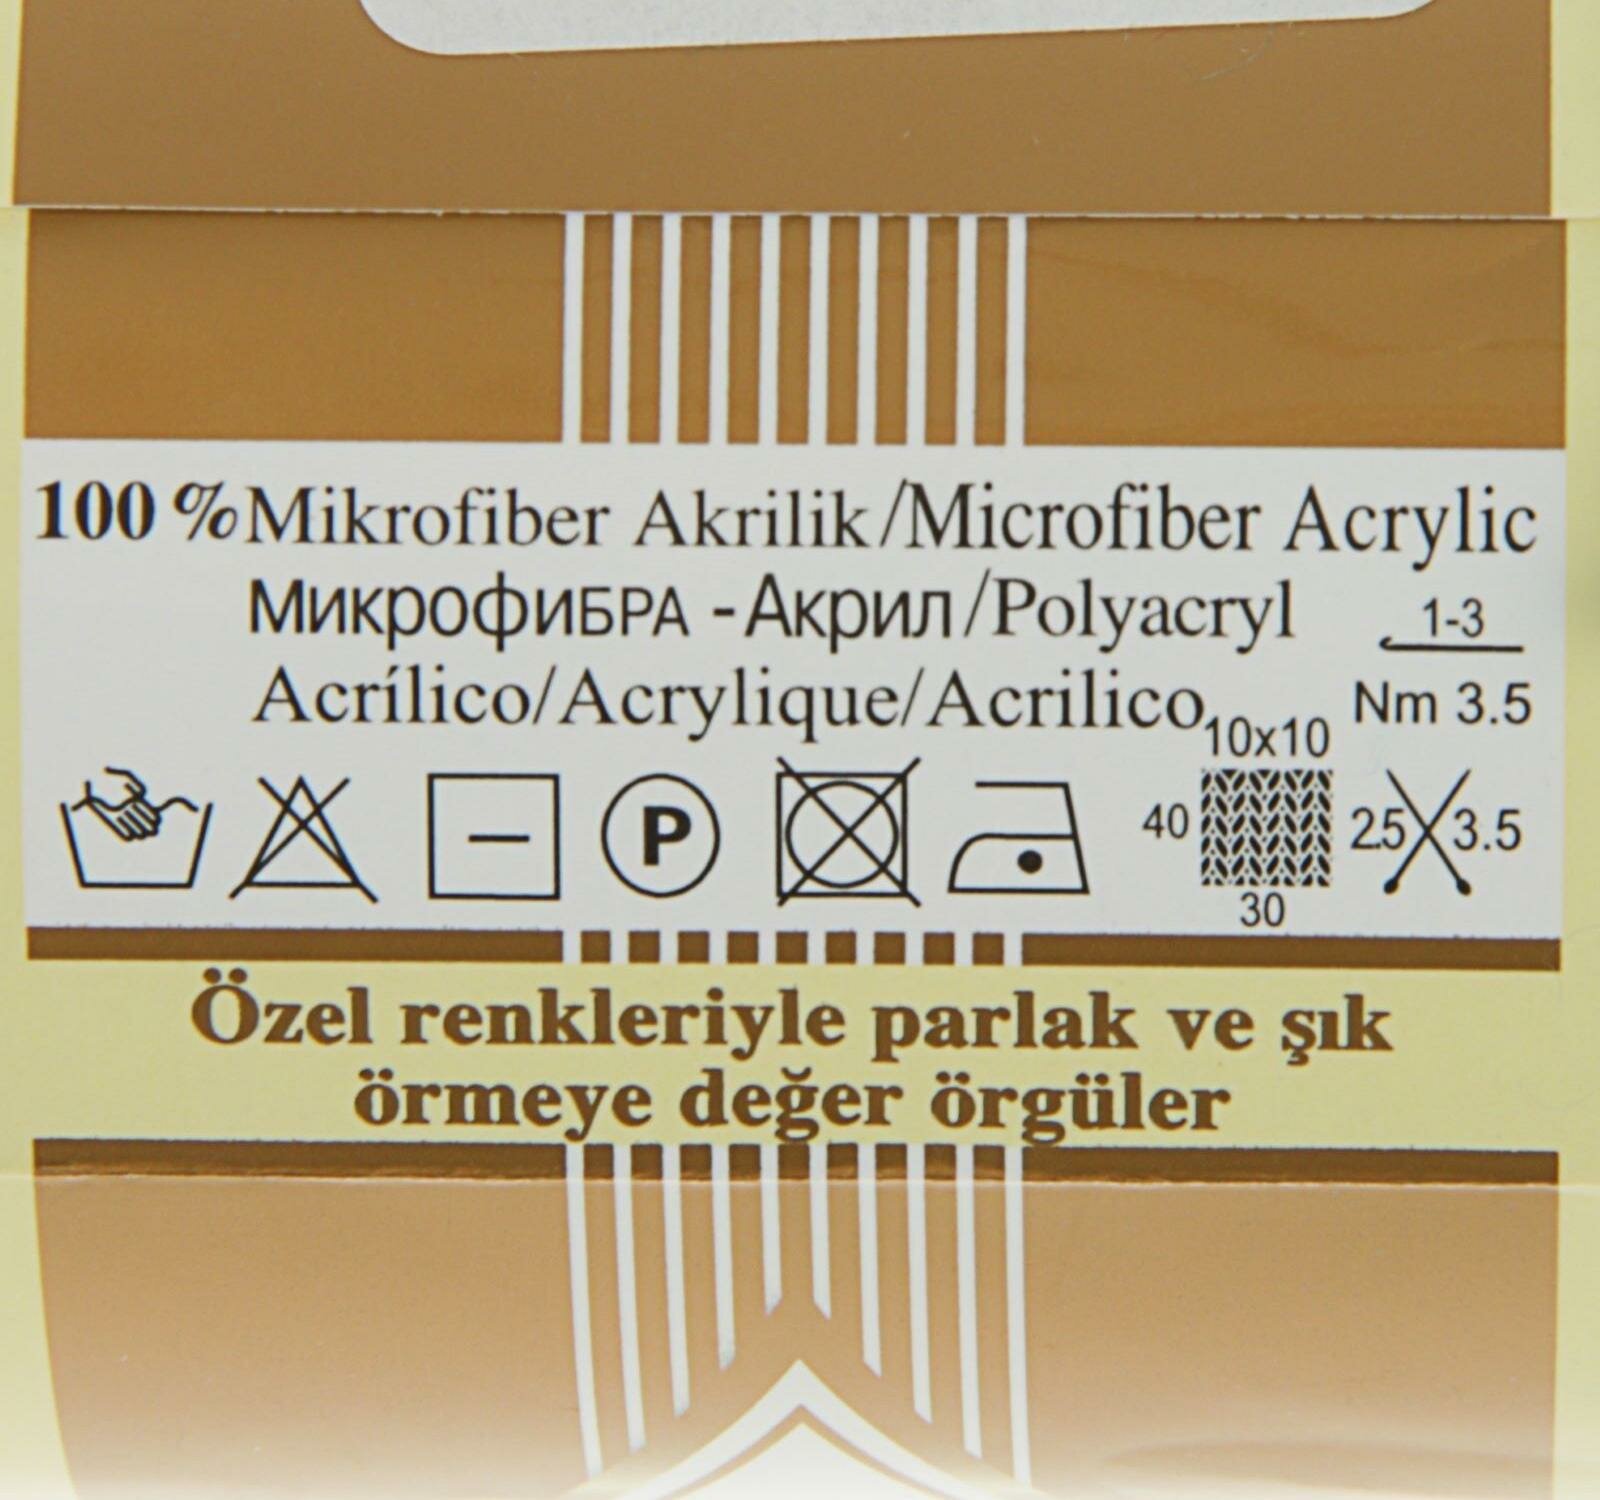 100 % Mikrofiber Akrilik/Microfiber Acrylic
МикрофиБРА - Акрил/Polyacryl
1-3
Acrílico/Acrylique/Acrilico
Nm 3.5
10x10
P
40
2.5
3.5
30
Özel renkleriyle parlak ve şık
örmeye değer örgüler